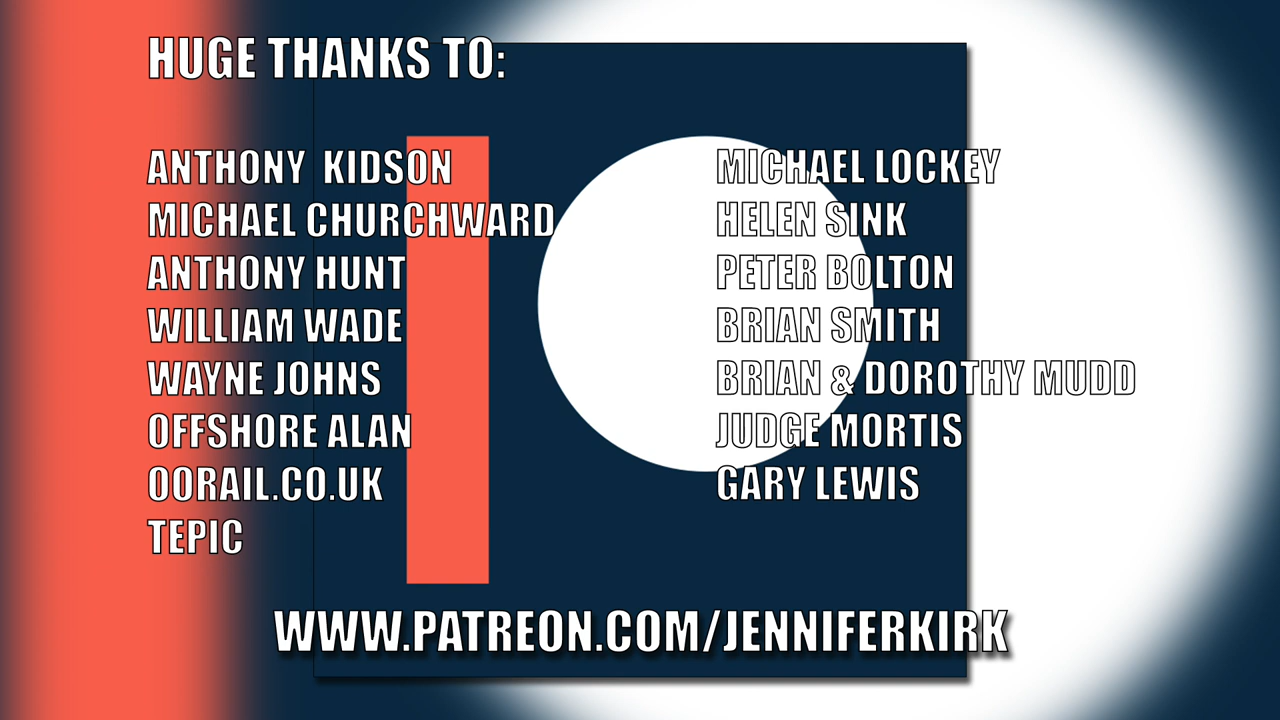 HUGE THANKS TO:
ANTHONY KIDSON
MICHAEL CHURCHWARD
ANTHONY HUNT
WILLIAM WADE
WAYNE JOHNS
OFFSHORE ALAN
OORAIL.CO.UK
TEPIC
MICHAEL LOCKEY
HELEN SINK
PETER BOLTON
BRIAN SMITH
BRIAN & DOROTHY MUDD
JUDGE MORTIS
GARY LEWIS
WWW.PATREON.COM/JENNIFERKIRK